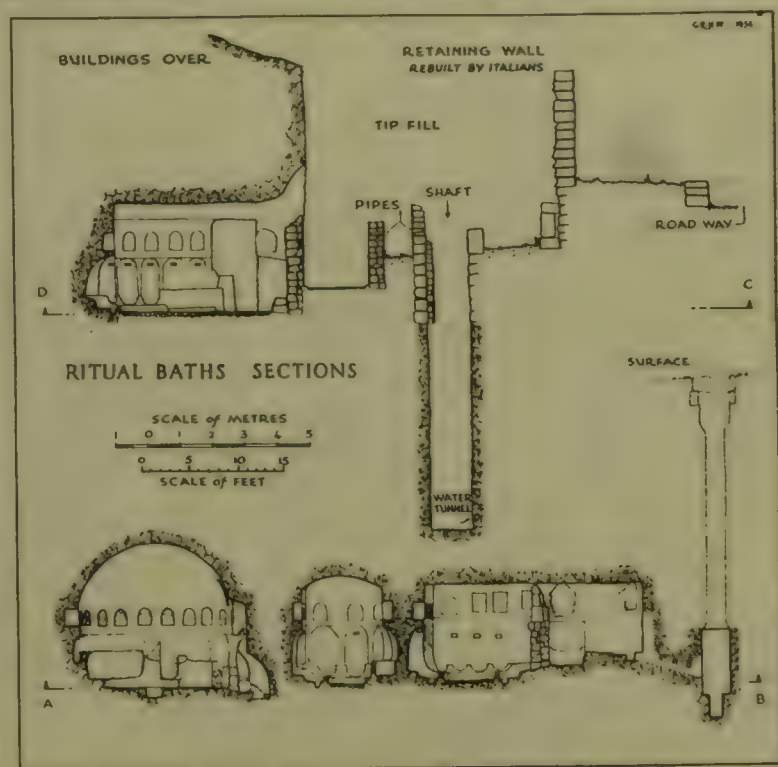 BUILDINGS OVER
RETAINING WALL
REBUILT BY ITALIANS
TIP FILL
PIPES
SHAFT
ROAD WAY
D
C
RITUAL BATHS SECTIONS
SURFACE
SCALE of METRES
1 0 1 2 3 4 5
0 5 10 15
SCALE of FEET
WATER
TUNNEL
A
B